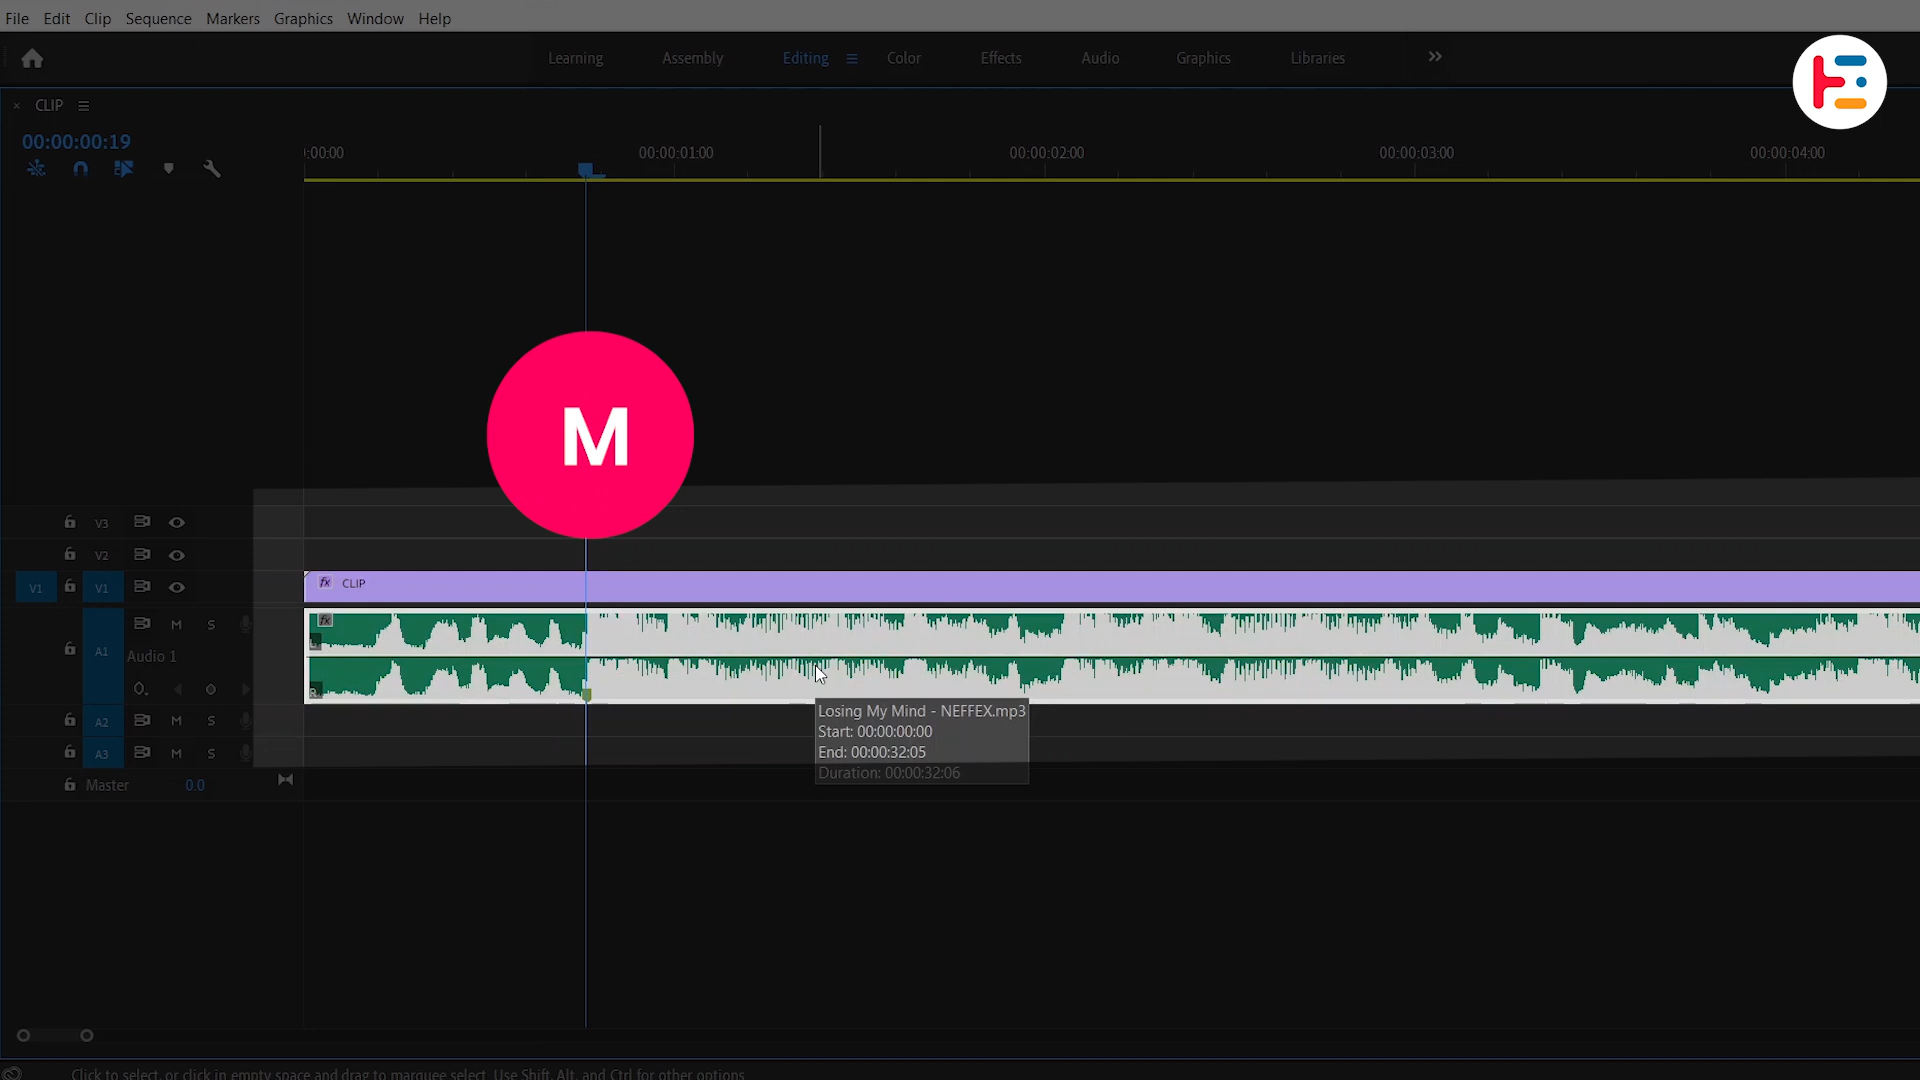 File Edit Clip Sequence Markers Graphics Window Help
Learning Assembly Editing Color Effects Audio Graphics Libraries
× CLIP
00:00:00:19
:00:00 00:00:01:00 00:00:02:00 00:00:03:00 00:00:04:00
M
V3
V2
V1 V1 fx CLIP
M S fx
A1 Audio 1
A2 M S
A3 M S
Losing My Mind - NEFFEX.mp3
Start: 00:00:00:00
End: 00:00:32:05
Duration: 00:00:32:06
Master 0.0
Click to select, or click in empty space and drag to marquee select. Use Shift, Alt, and Ctrl for other options